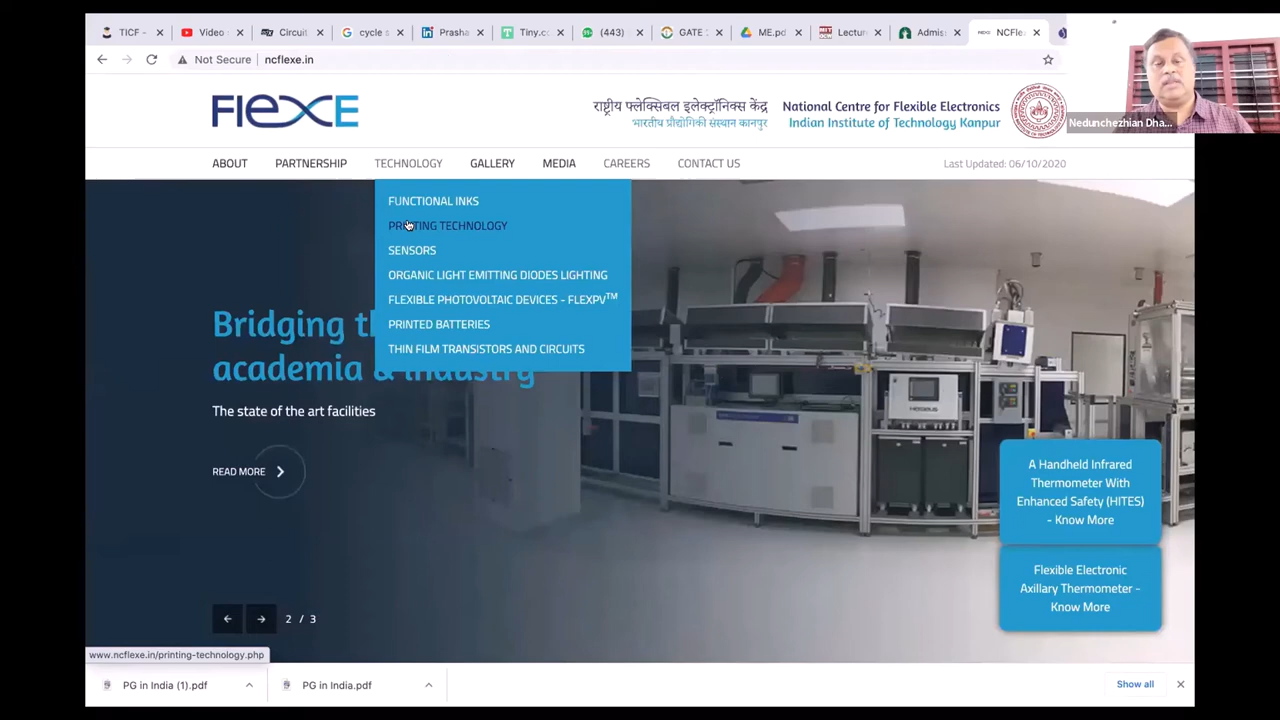 TICF -
Video
Circuit
cycle s
Prasha
Tiny.cc
(443)
GATE 2
ME.pd
Lectur
Admis
NCFle
Not Secure
ncflexe.in
FlexE
राष्ट्रीय फ्लेक्सिबल इलेक्ट्रॉनिक्स केंद्र
भारतीय प्रौद्योगिकी संस्थान कानपुर
National Centre for Flexible Electronics
Indian Institute of Technology Kanpur
Nedunchezhian Dha...
ABOUT
PARTNERSHIP
TECHNOLOGY
GALLERY
MEDIA
CAREERS
CONTACT US
Last Updated: 06/10/2020
FUNCTIONAL INKS
PRINTING TECHNOLOGY
SENSORS
ORGANIC LIGHT EMITTING DIODES LIGHTING
FLEXIBLE PHOTOVOLTAIC DEVICES - FLEXPV™
PRINTED BATTERIES
THIN FILM TRANSISTORS AND CIRCUITS
Bridging th
academia & industry
The state of the art facilities
READ MORE
A Handheld Infrared
Thermometer With
Enhanced Safety (HITES)
- Know More
Flexible Electronic
Axillary Thermometer -
Know More
2 / 3
www.ncflexe.in/printing-technology.php
PG in India (1).pdf
PG in India.pdf
Show all